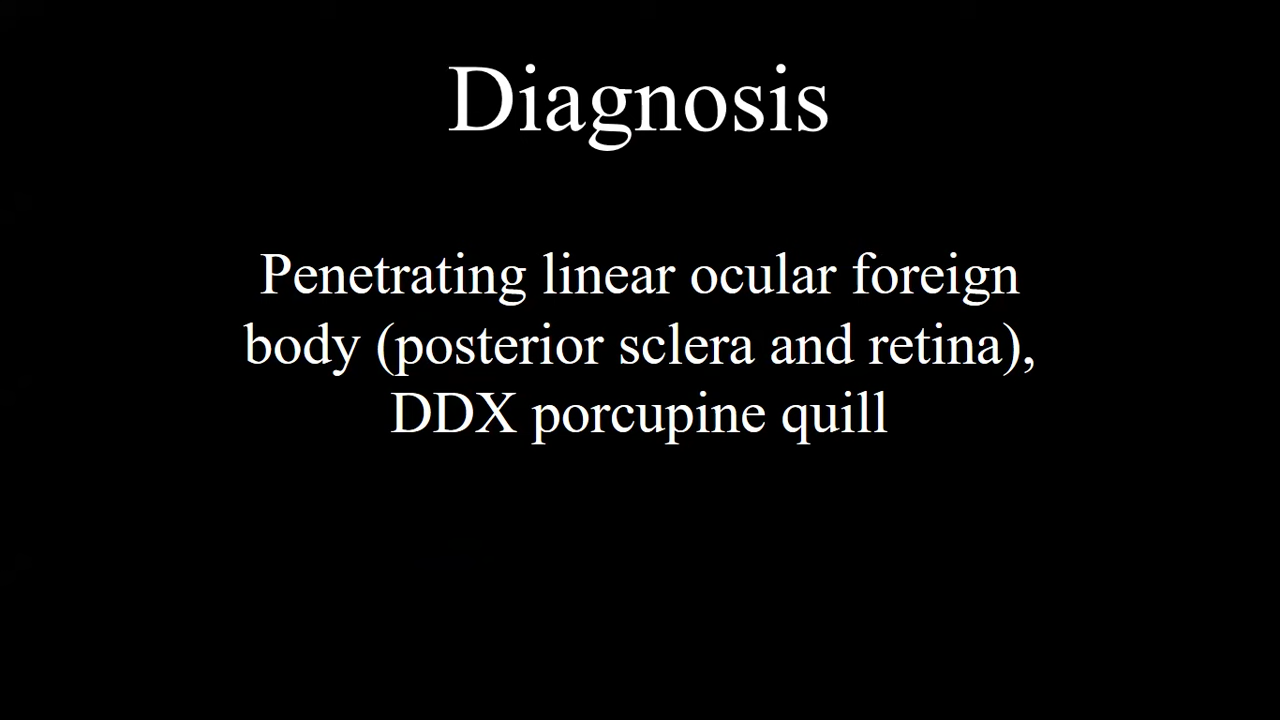 Diagnosis
Penetrating linear ocular foreign
body (posterior sclera and retina),
DDX porcupine quill